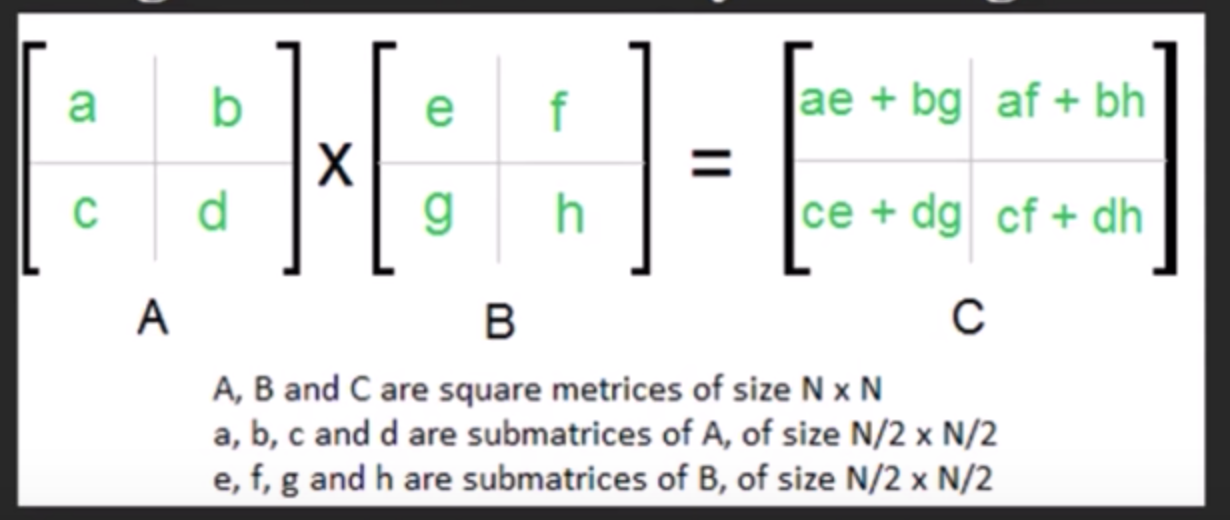 a b e f ae + bg af + bh
X =
c d g h ce + dg cf + dh
A B C
A, B and C are square metrices of size N x N
a, b, c and d are submatrices of A, of size N/2 x N/2
e, f, g and h are submatrices of B, of size N/2 x N/2